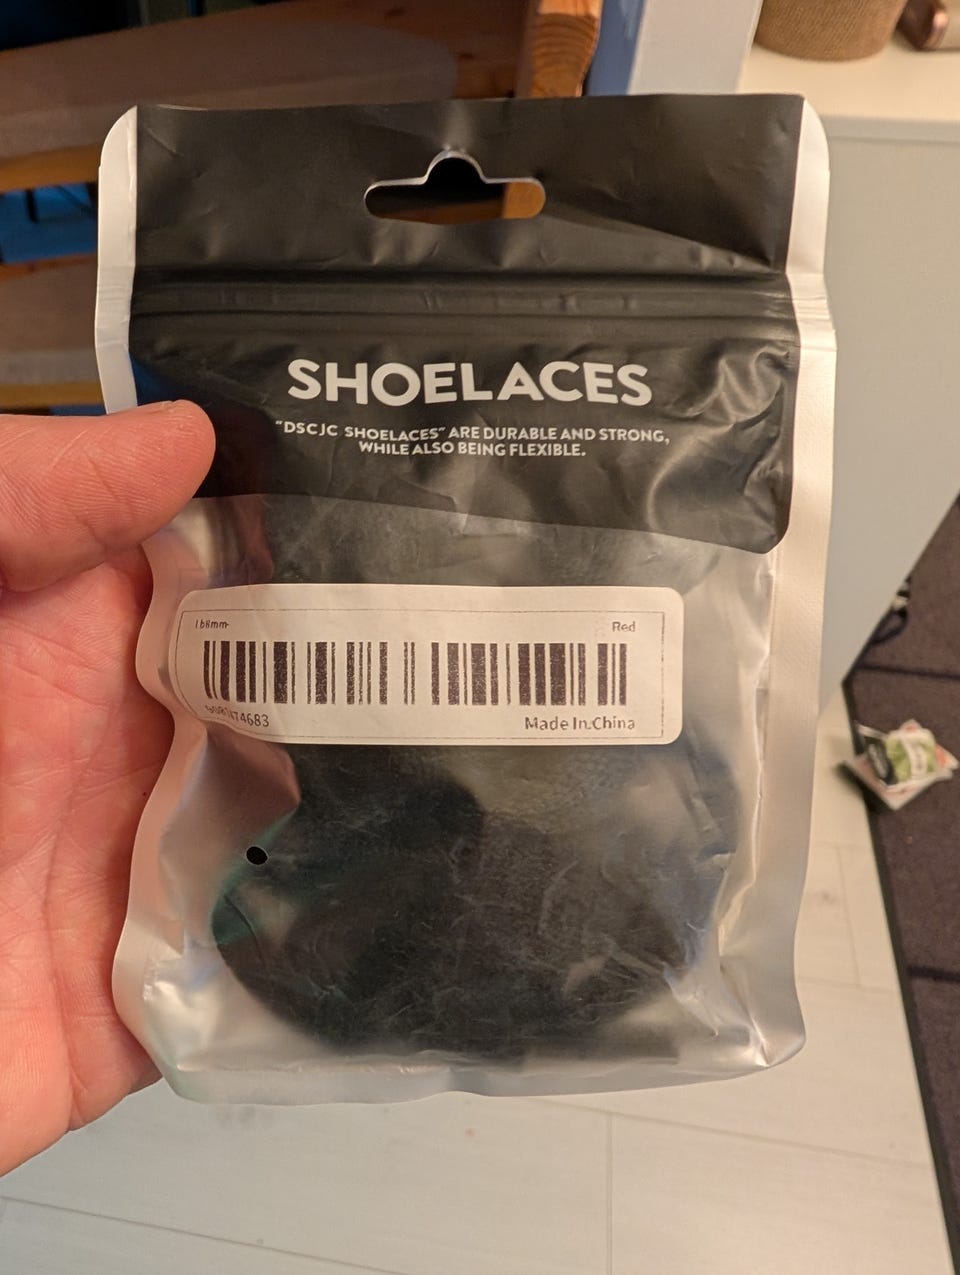 SHOELACES
"DSCJC SHOELACES" ARE DURABLE AND STRONG,
WHILE ALSO BEING FLEXIBLE.
Red
Made In China